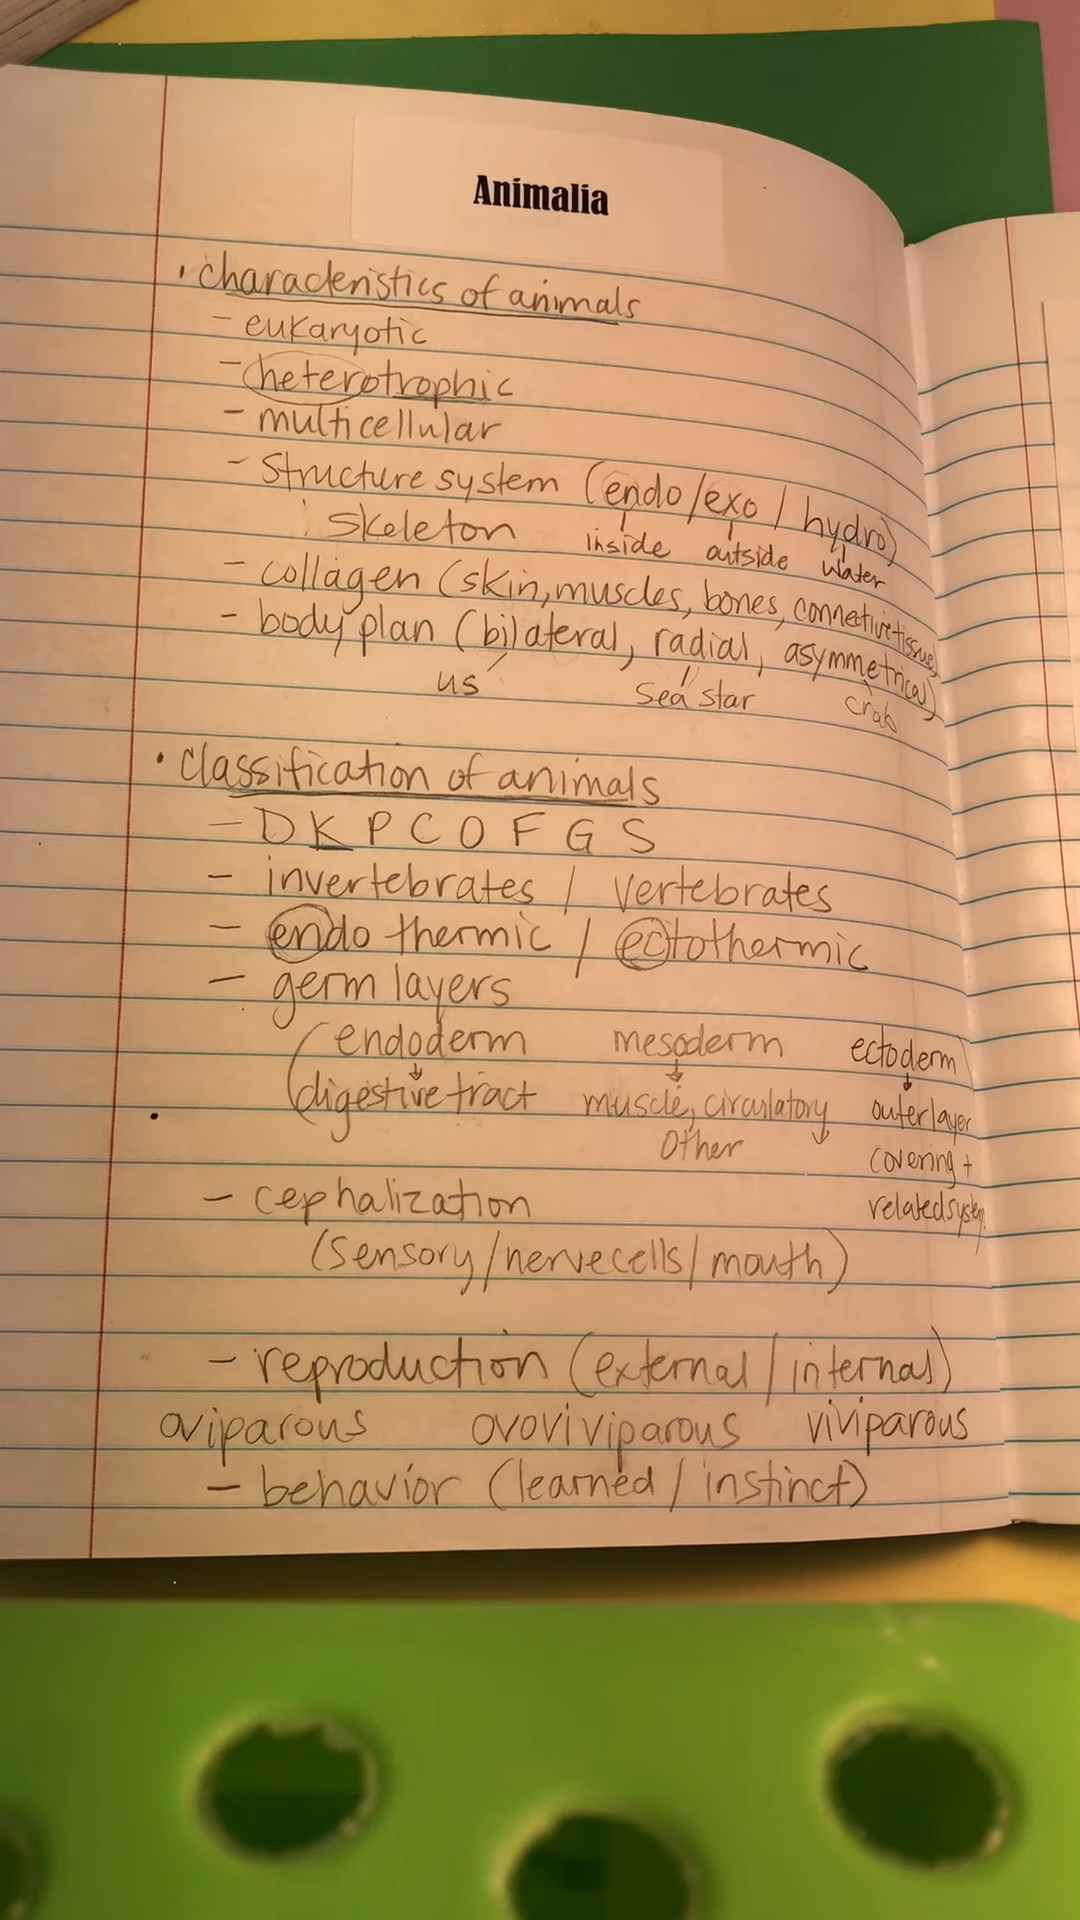 Animalia
• characteristics of animals
- eukaryotic
- heterotrophic
- multicellular
- Structure system (endo/exo / hydro)
skeleton inside outside water
- collagen (skin, muscles, bones, connective tissue)
- body plan (bilateral, radial, asymmetrical)
us sea star crab
• classification of animals
- D K P C O F G S
- invertebrates / vertebrates
- endo thermic / ectothermic
- germ layers
(endoderm mesoderm ectoderm)
digestive tract muscle, circulatory outer layer
other covering +
related system
- cephalization
(sensory/nerve cells/mouth)
- reproduction (external / internal)
oviparous ovoviviparous viviparous
- behavior (learned / instinct)